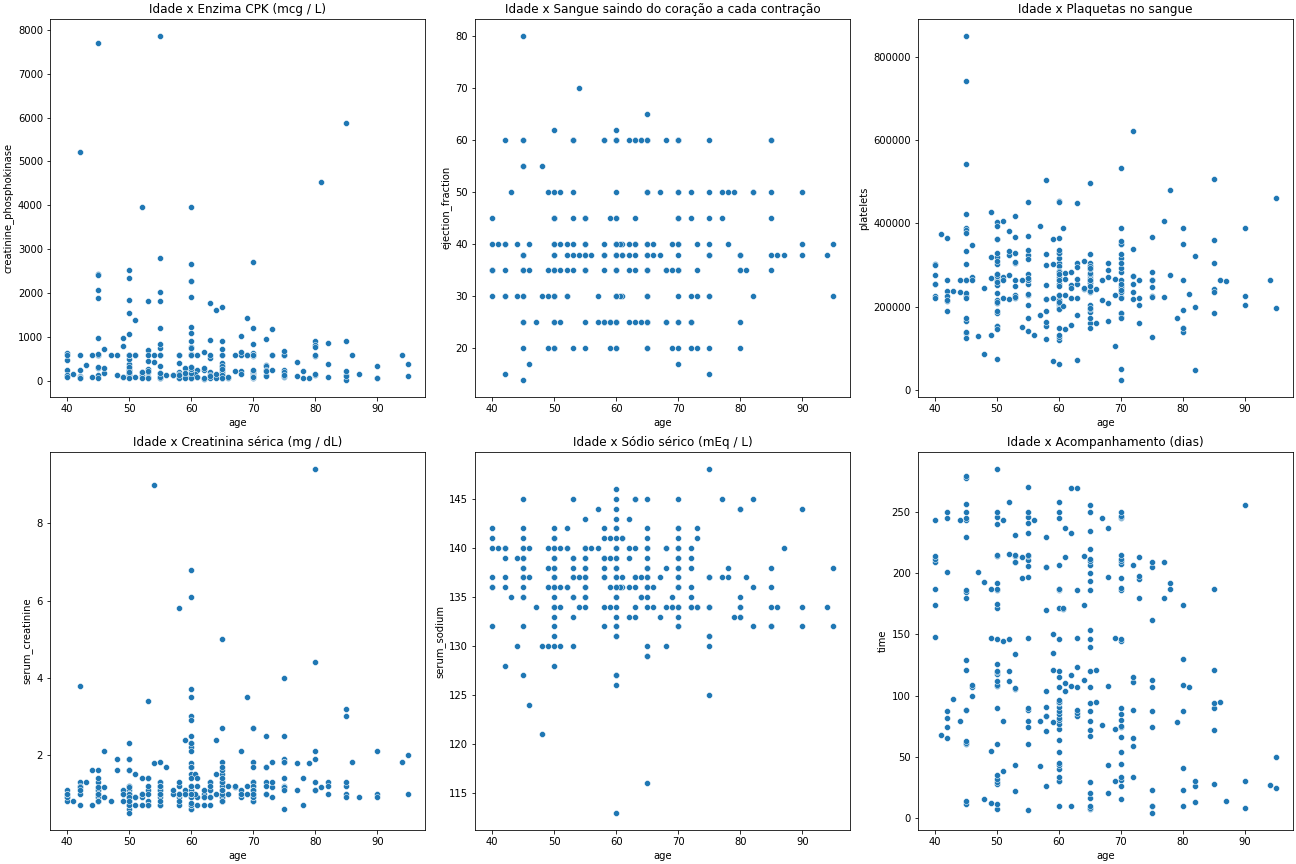 Idade x Enzima CPK (mcg / L)
creatinine_phosphokinase
8000
7000
6000
5000
4000
3000
2000
1000
0
40 50 60 70 80 90
age
Idade x Sangue saindo do coração a cada contração
ejection_fraction
80
70
60
50
40
30
20
40 50 60 70 80 90
age
Idade x Plaquetas no sangue
platelets
800000
600000
400000
200000
0
40 50 60 70 80 90
age
Idade x Creatinina sérica (mg / dL)
serum_creatinine
8
6
4
2
40 50 60 70 80 90
age
Idade x Sódio sérico (mEq / L)
serum_sodium
145
140
135
130
125
120
115
40 50 60 70 80 90
age
Idade x Acompanhamento (dias)
time
250
200
150
100
50
0
40 50 60 70 80 90
age